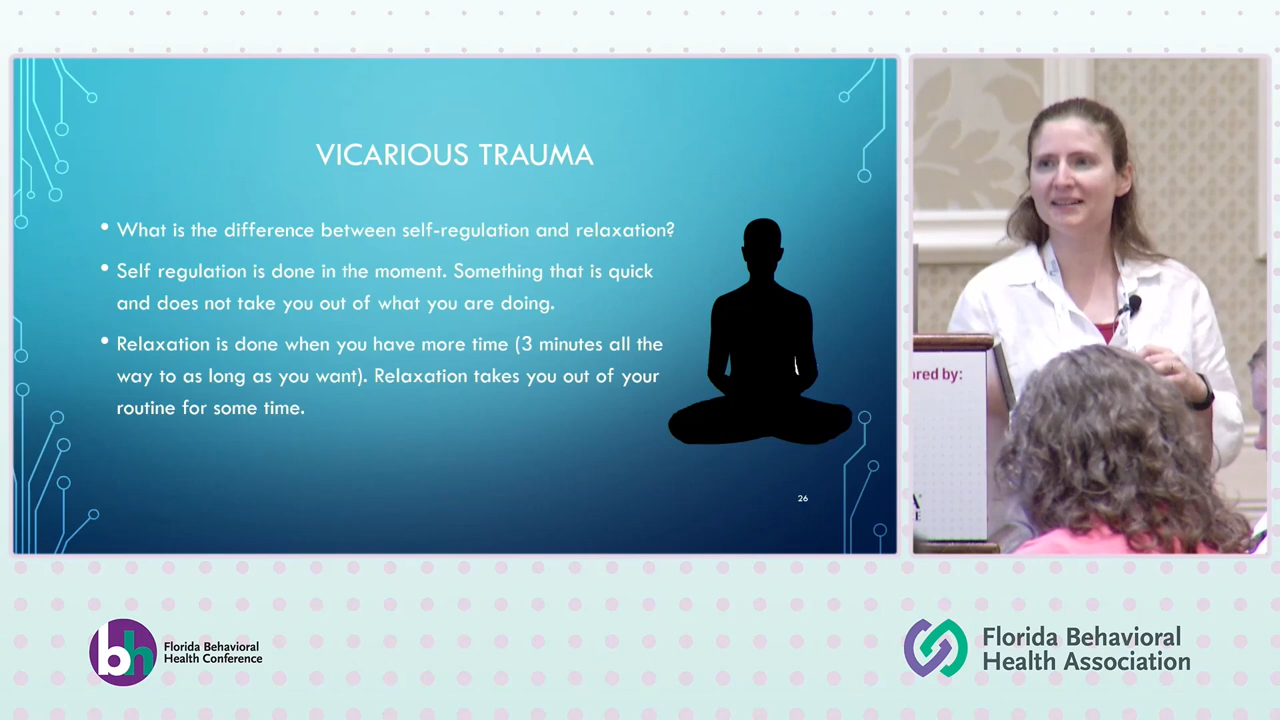 VICARIOUS TRAUMA
• What is the difference between self-regulation and relaxation?
• Self regulation is done in the moment. Something that is quick
and does not take you out of what you are doing.
• Relaxation is done when you have more time (3 minutes all the
way to as long as you want). Relaxation takes you out of your
routine for some time.
26
ored by:
bh
Florida Behavioral
Health Conference
Florida Behavioral
Health Association